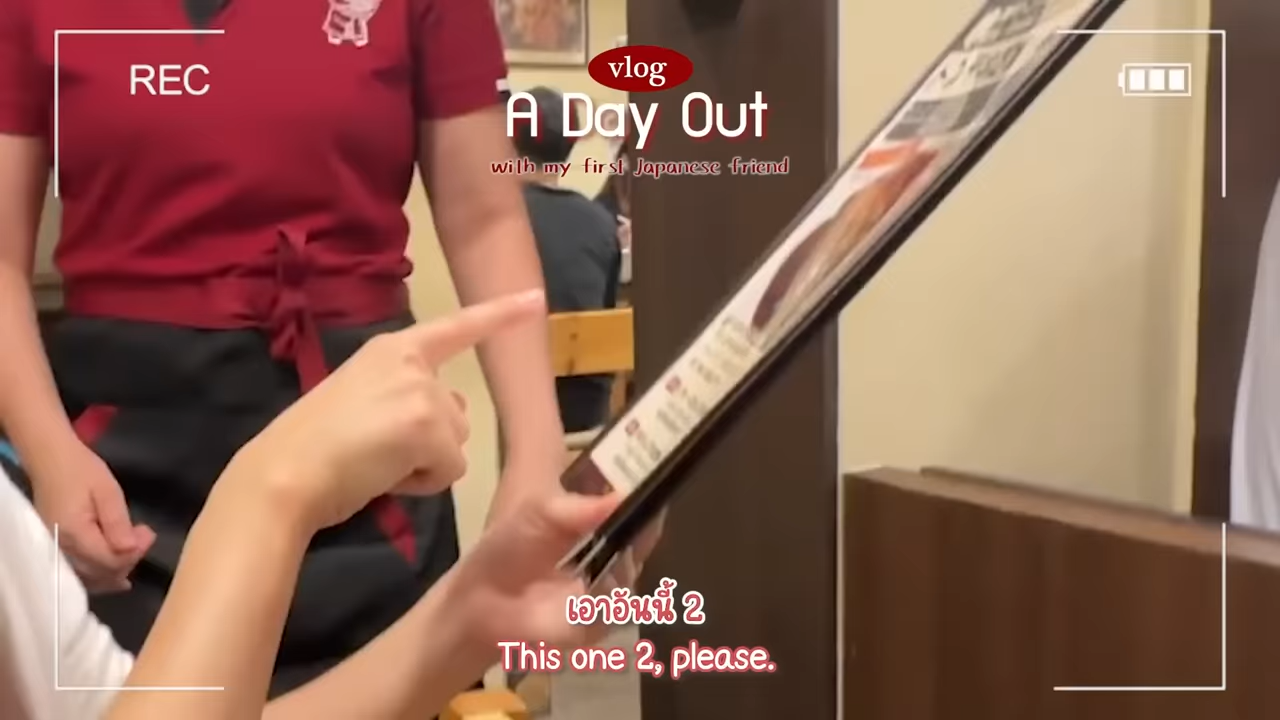 REC
vlog
A Day Out
with my first Japanese friend
เอาอันนี้ 2
This one 2, please.